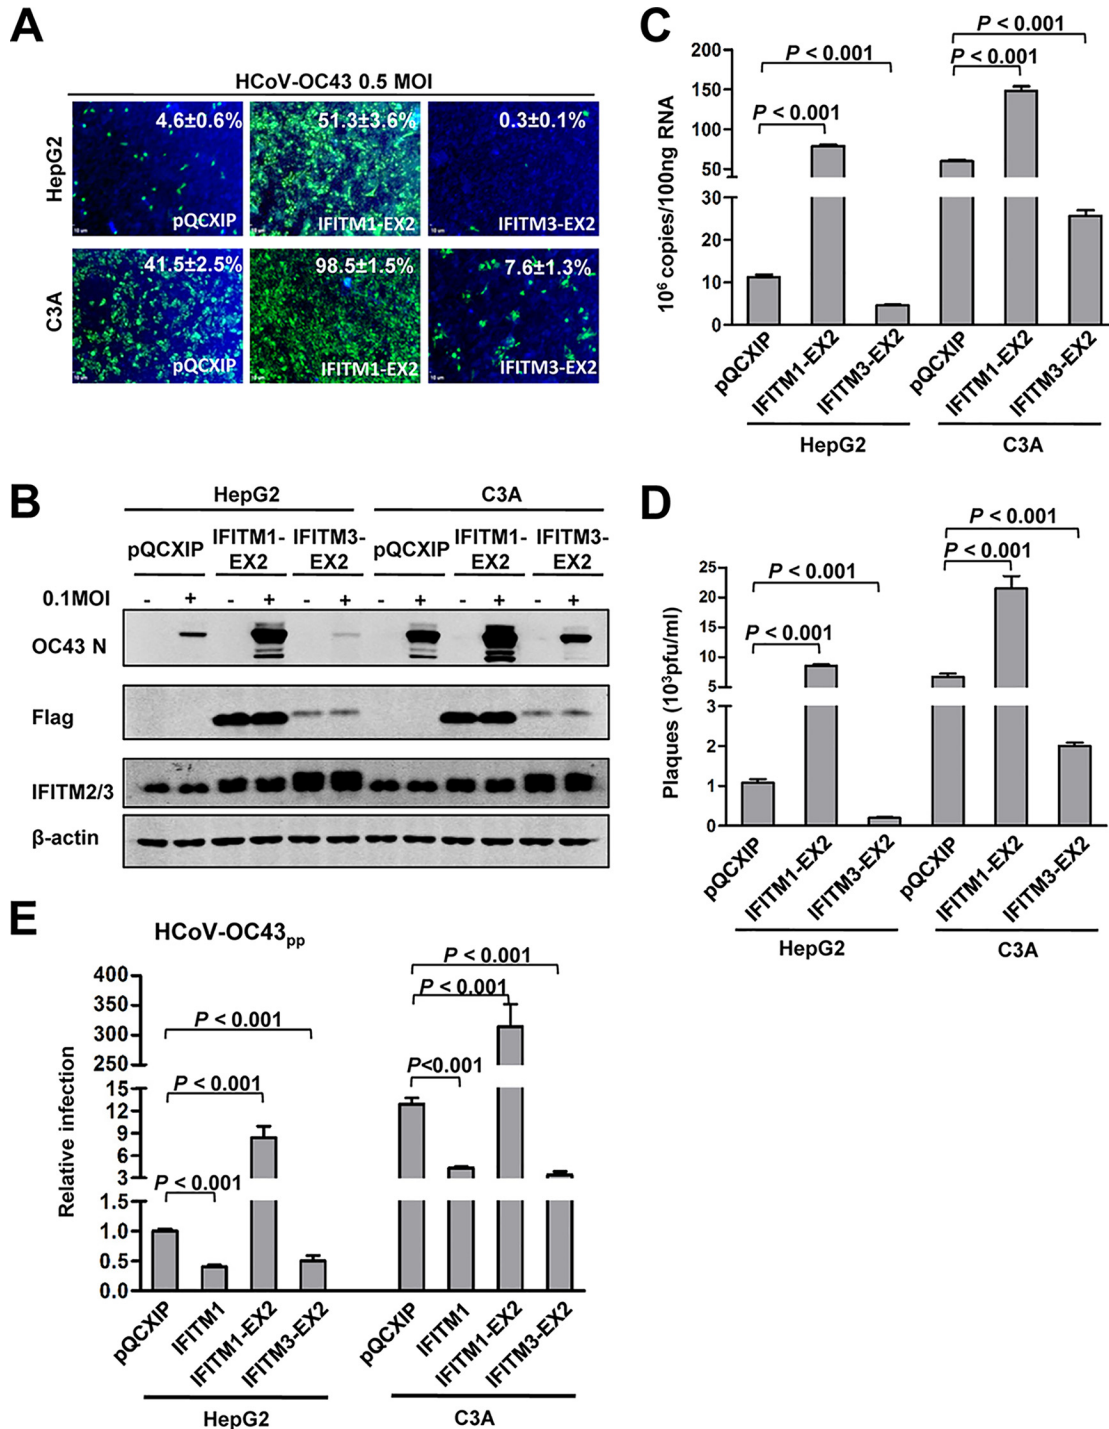 A
HCoV-OC43 0.5 MOI
HepG2
4.6±0.6%
51.3±3.6%
0.3±0.1%
pQCXIP
IFITM1-EX2
IFITM3-EX2
C3A
41.5±2.5%
98.5±1.5%
7.6±1.3%
pQCXIP
IFITM1-EX2
IFITM3-EX2
B
HepG2
C3A
pQCXIP
IFITM1-
EX2
IFITM3-
EX2
pQCXIP
IFITM1-
EX2
IFITM3-
EX2
0.1MOI - + - + - + - + - + - +
OC43 N
Flag
IFITM2/3
β-actin
C
10⁶ copies/100ng RNA
200
150
100
50
30
20
10
0
P < 0.001
P < 0.001
P < 0.001
P < 0.001
pQCXIP
IFITM1-EX2
IFITM3-EX2
pQCXIP
IFITM1-EX2
IFITM3-EX2
HepG2
C3A
D
Plaques (10³pfu/ml)
25
20
15
10
5
3
2
1
0
P < 0.001
P < 0.001
P < 0.001
P < 0.001
pQCXIP
IFITM1-EX2
IFITM3-EX2
pQCXIP
IFITM1-EX2
IFITM3-EX2
HepG2
C3A
E
HCoV-OC43pp
Relative infection
400
350
300
250
15
12
9
6
3
1.5
1.0
0.5
0.0
P < 0.001
P < 0.001
P < 0.001
P < 0.001
P < 0.001
P<0.001
pQCXIP
IFITM1
IFITM1-EX2
IFITM3-EX2
pQCXIP
IFITM1
IFITM1-EX2
IFITM3-EX2
HepG2
C3A